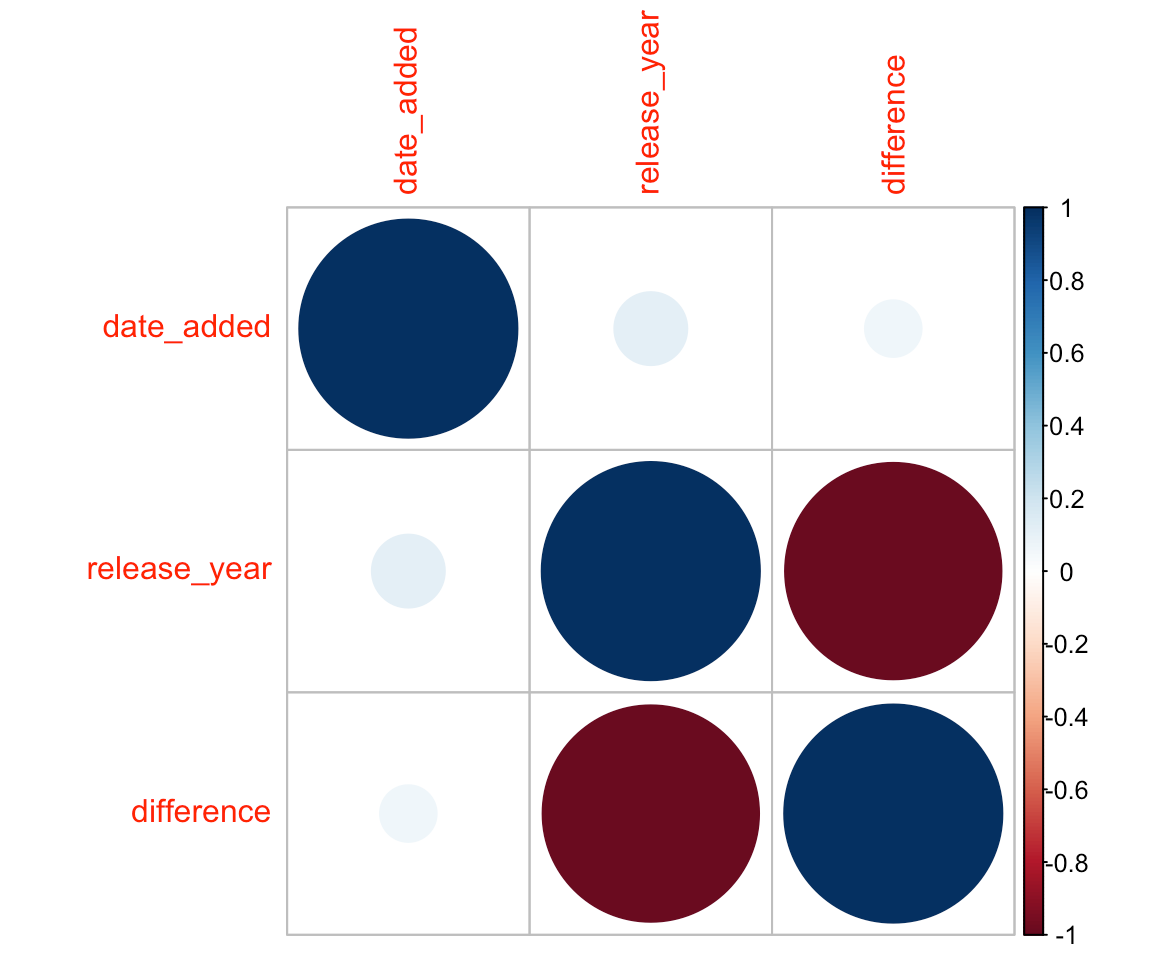 date_added
release_year
difference
date_added
release_year
difference
1
0.8
0.6
0.4
0.2
0
-0.2
-0.4
-0.6
-0.8
-1